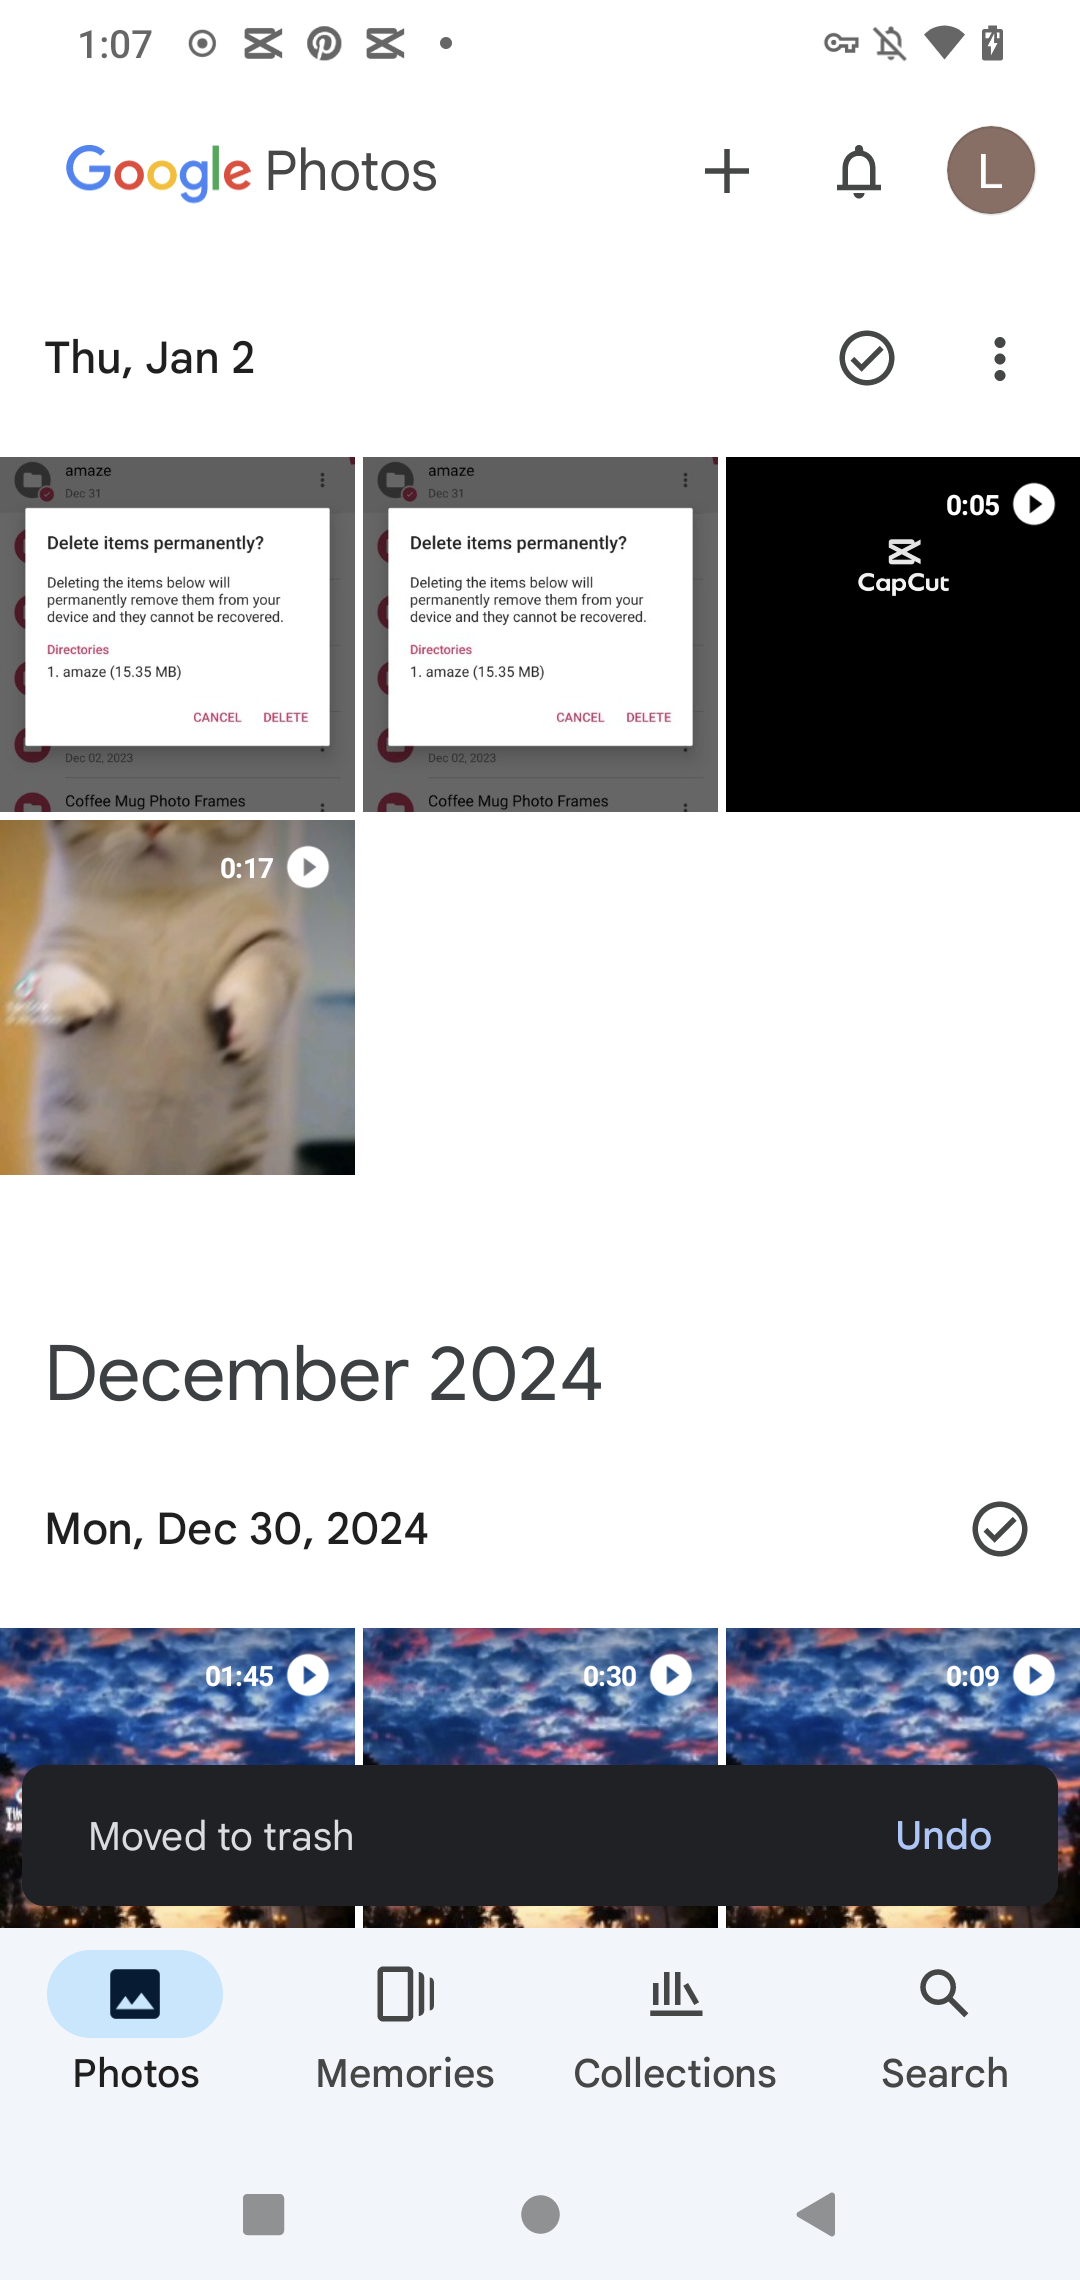 1:07
Google Photos
L
Thu, Jan 2
amaze
Dec 31
Delete items permanently?
Deleting the items below will
permanently remove them from your
device and they cannot be recovered.
Directories
1. amaze (15.35 MB)
CANCEL DELETE
Dec 02, 2023
Coffee Mug Photo Frames
amaze
Dec 31
Delete items permanently?
Deleting the items below will
permanently remove them from your
device and they cannot be recovered.
Directories
1. amaze (15.35 MB)
CANCEL DELETE
Dec 02, 2023
Coffee Mug Photo Frames
0:05
CapCut
0:17
December 2024
Mon, Dec 30, 2024
01:45
0:30
0:09
Moved to trash
Undo
Photos
Memories
Collections
Search